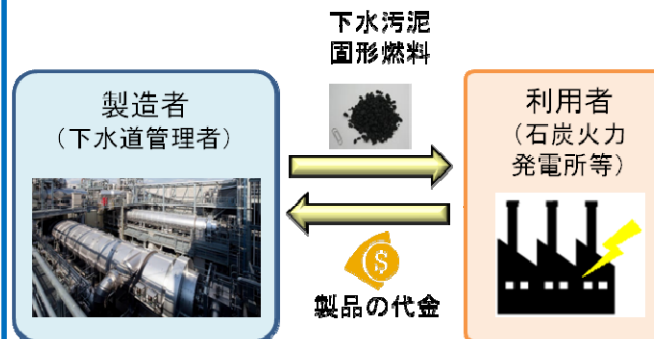 下水汚泥
固形燃料
製造者
（下水道管理者）
利用者
（石炭火力
発電所等）
$
製品の代金